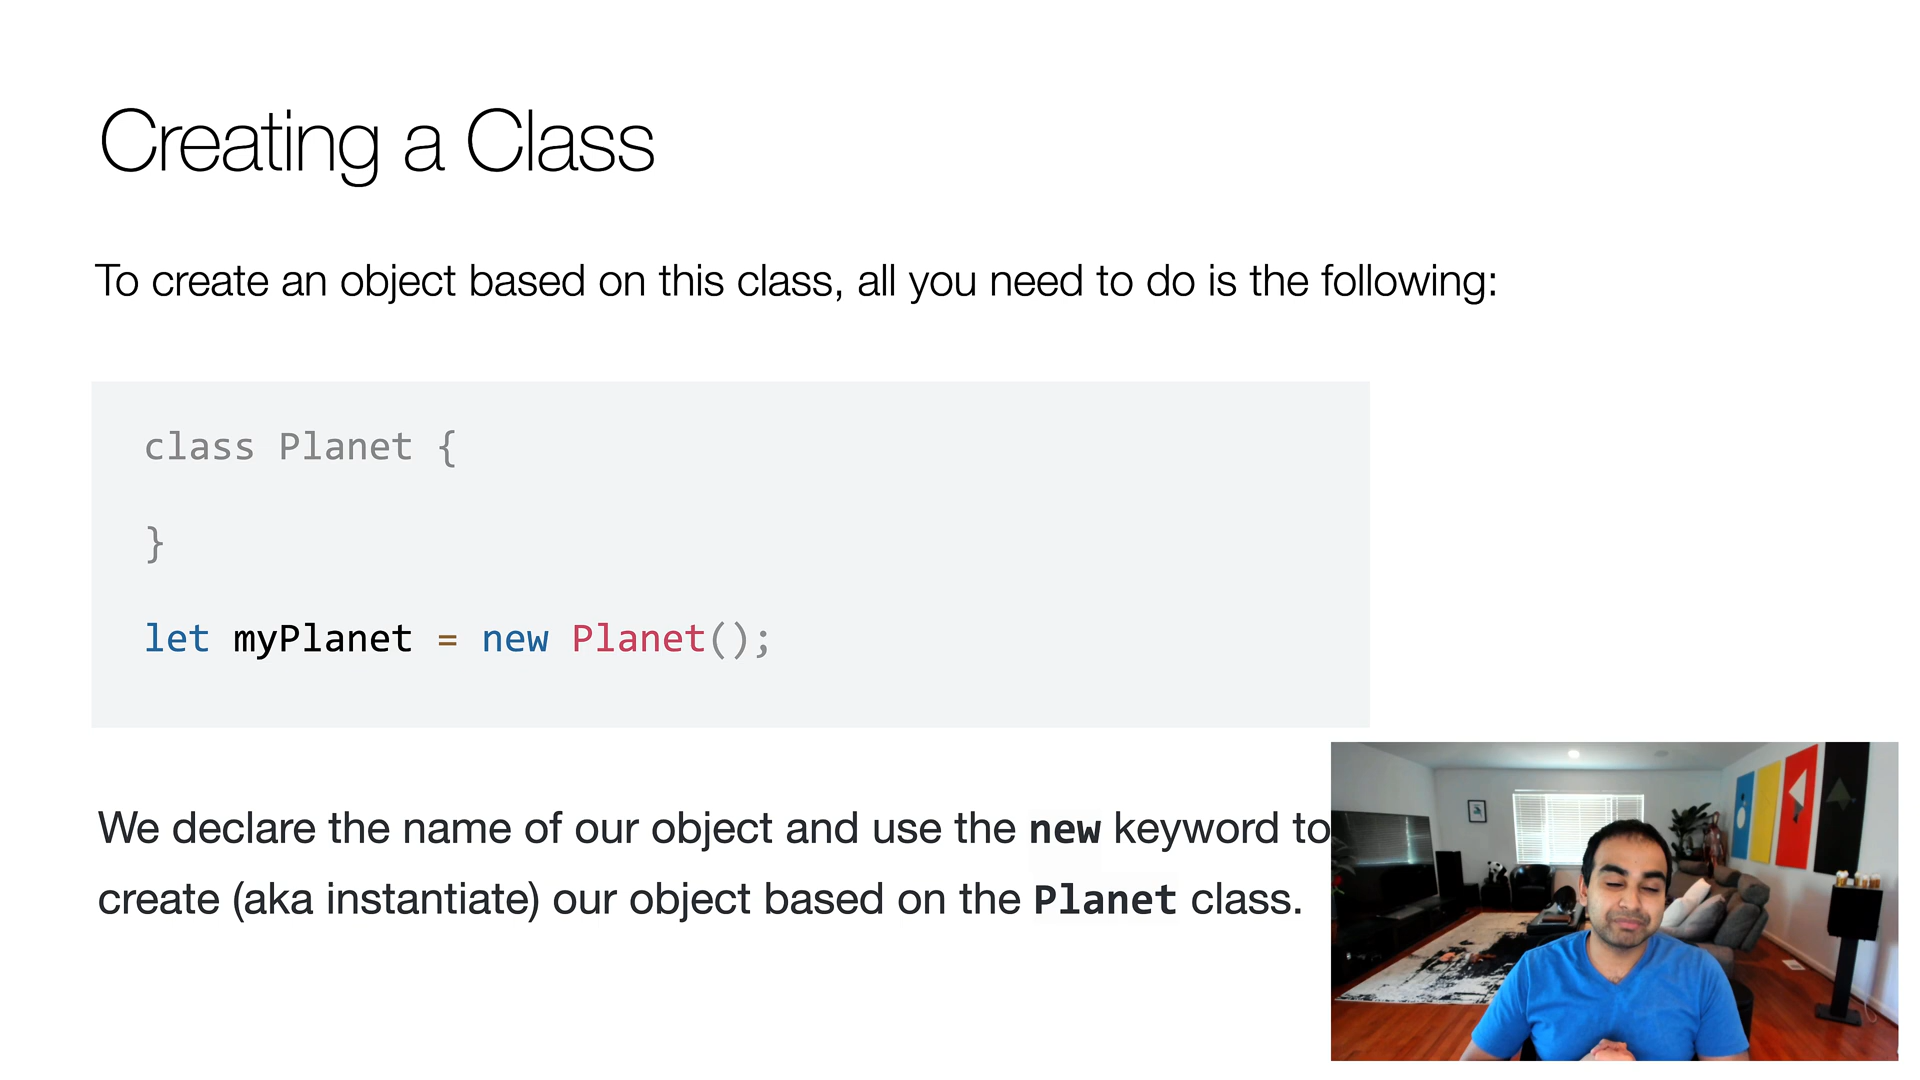 Creating a Class
To create an object based on this class, all you need to do is the following:
class Planet {
}
let myPlanet = new Planet();
We declare the name of our object and use the new keyword to
create (aka instantiate) our object based on the Planet class.